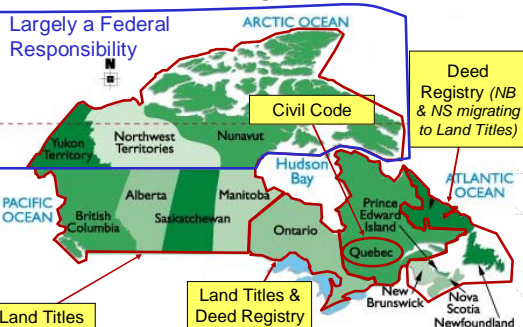 Largely a Federal
Responsibility
ARCTIC OCEAN
N
Deed
Registry (NB
& NS migrating
to Land Titles)
Civil Code
Yukon
Territory
Northwest
Territories
Nunavut
Hudson
Bay
ATLANTIC
OCEAN
PACIFIC
OCEAN
British
Columbia
Alberta
Saskatchewan
Manitoba
Ontario
Quebec
Prince
Edward
Island
New
Brunswick
Nova
Scotia
Newfoundland
Land Titles
Land Titles &
Deed Registry